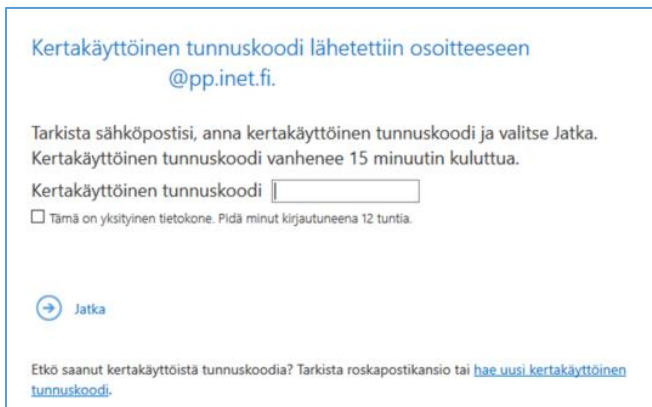 Kertakäyttöinen tunnuskoodi lähetettiin osoitteeseen
@pp.inet.fi.
Tarkista sähköpostisi, anna kertakäyttöinen tunnuskoodi ja valitse Jatka.
Kertakäyttöinen tunnuskoodi vanhenee 15 minuutin kuluttua.
Kertakäyttöinen tunnuskoodi
Tämä on yksityinen tietokone. Pidä minut kirjautuneena 12 tuntia.
Jatka
Etkö saanut kertakäyttöistä tunnuskoodia? Tarkista roskapostikansio tai hae uusi kertakäyttöinen
tunnuskoodi.